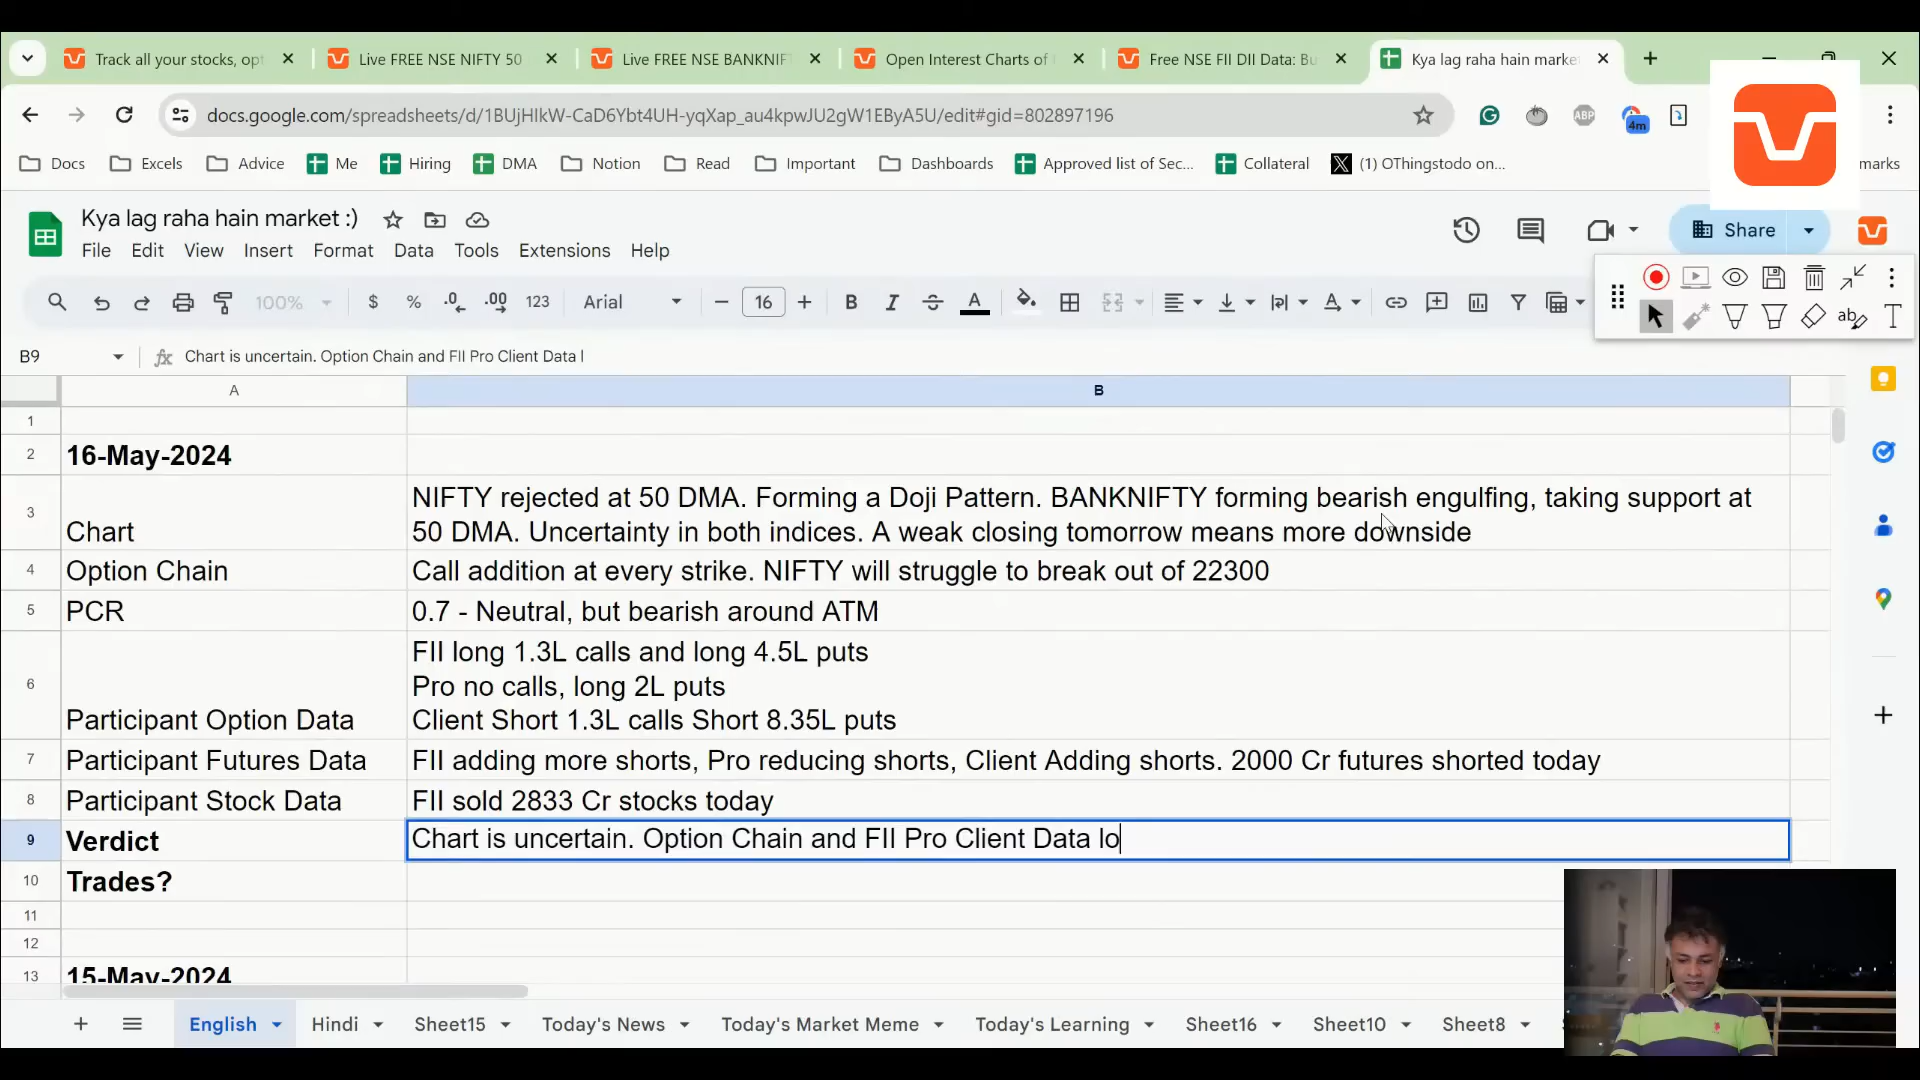 Track all your stocks, opt
Live FREE NSE NIFTY 50
Live FREE NSE BANKNIFT
Open Interest Charts of
Free NSE FII DII Data: Bu
Kya lag raha hain marke
docs.google.com/spreadsheets/d/1BUjHIkW-CaD6Ybt4UH-yqXap_au4kpwJU2gW1EByA5U/edit#gid=802897196
ABP
4m
Docs
Excels
Advice
Me
Hiring
DMA
Notion
Read
Important
Dashboards
Approved list of Sec...
Collateral
(1) OThingstodo on...
marks
Kya lag raha hain market :)
Share
File Edit View Insert Format Data Tools Extensions Help
100% $ % .0 .00 123 Arial 16 B I A
B9 fx Chart is uncertain. Option Chain and FII Pro Client Data l
A B
1
2 16-May-2024
3 Chart NIFTY rejected at 50 DMA. Forming a Doji Pattern. BANKNIFTY forming bearish engulfing, taking support at
50 DMA. Uncertainty in both indices. A weak closing tomorrow means more downside
4 Option Chain Call addition at every strike. NIFTY will struggle to break out of 22300
5 PCR 0.7 - Neutral, but bearish around ATM
6 Participant Option Data FII long 1.3L calls and long 4.5L puts
Pro no calls, long 2L puts
Client Short 1.3L calls Short 8.35L puts
7 Participant Futures Data FII adding more shorts, Pro reducing shorts, Client Adding shorts. 2000 Cr futures shorted today
8 Participant Stock Data FII sold 2833 Cr stocks today
9 Verdict Chart is uncertain. Option Chain and FII Pro Client Data lo
10 Trades?
11
12
13 15-May-2024
English Hindi Sheet15 Today's News Today's Market Meme Today's Learning Sheet16 Sheet10 Sheet8